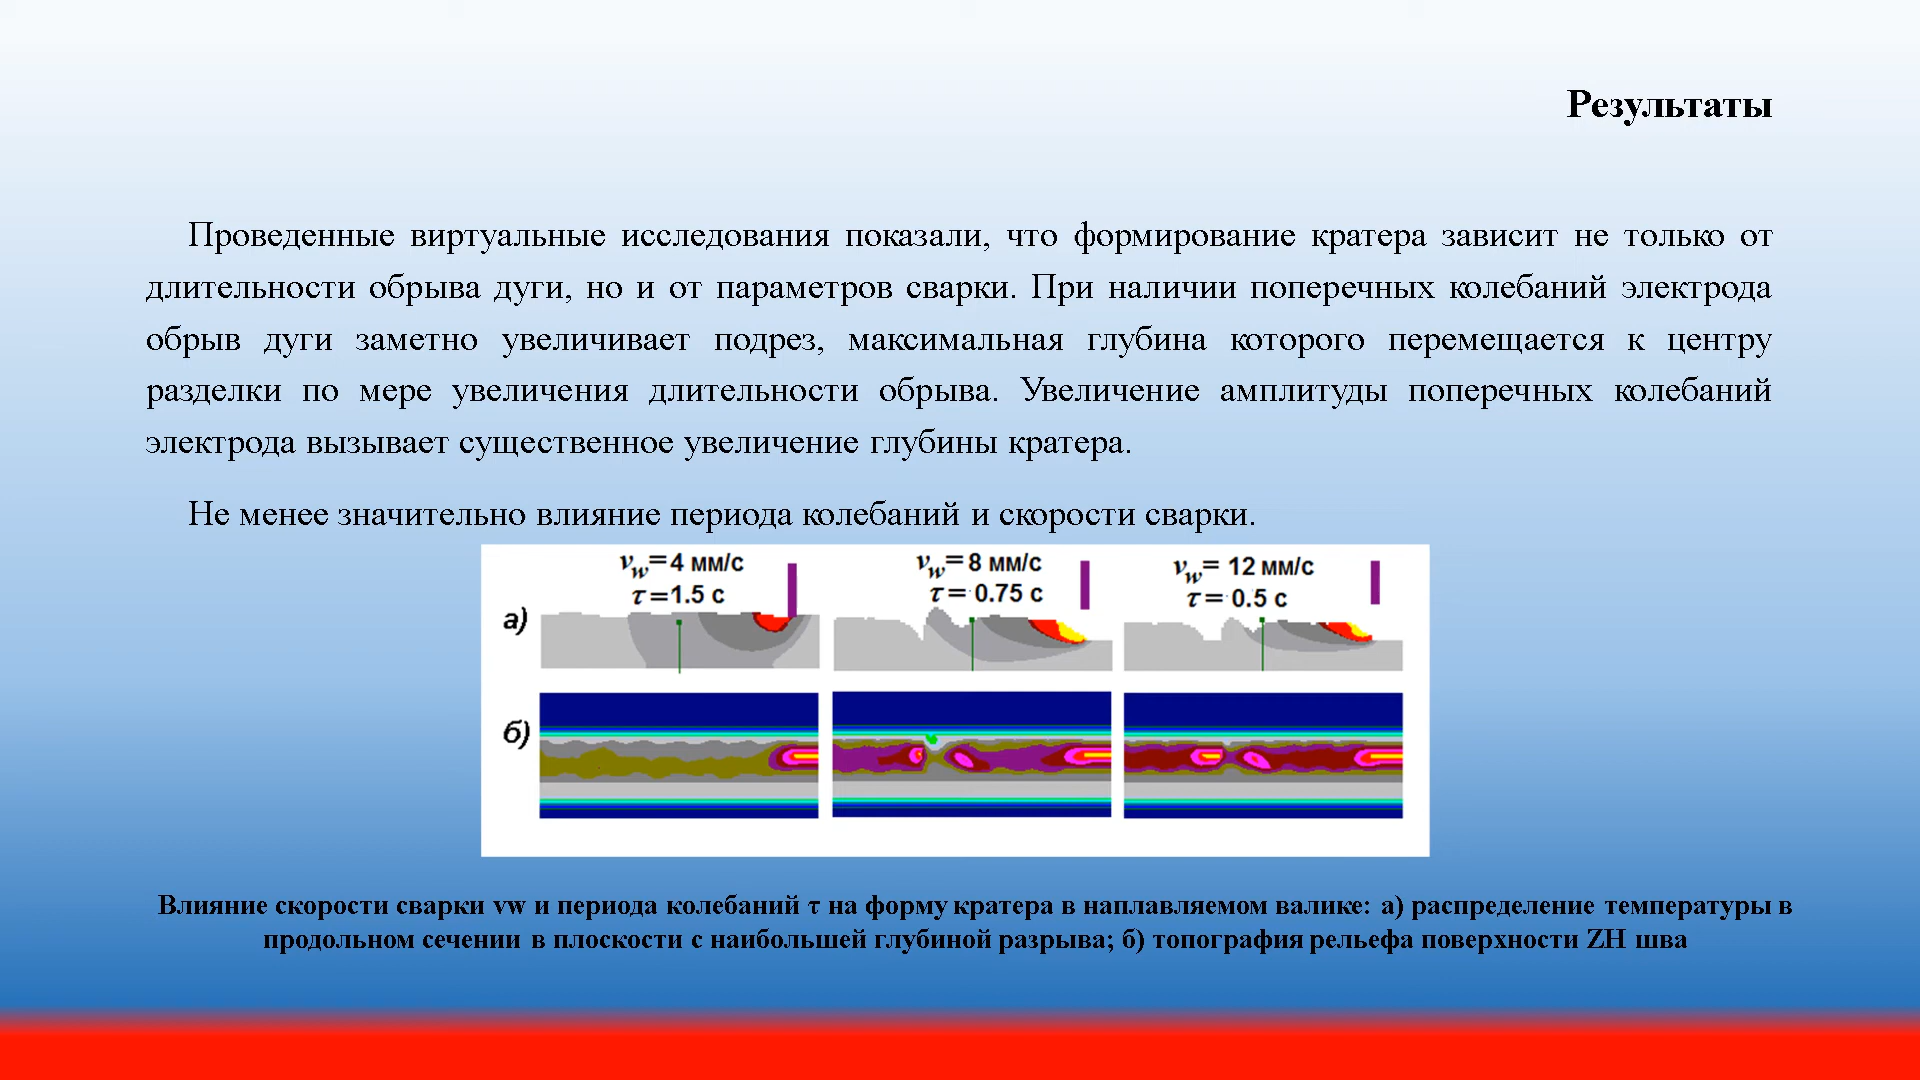 Результаты
Проведенные виртуальные исследования показали, что формирование кратера зависит не только от
длительности обрыва дуги, но и от параметров сварки. При наличии поперечных колебаний электрода
обрыв дуги заметно увеличивает подрез, максимальная глубина которого перемещается к центру
разделки по мере увеличения длительности обрыва. Увеличение амплитуды поперечных колебаний
электрода вызывает существенное увеличение глубины кратера.
Не менее значительно влияние периода колебаний и скорости сварки.
vw=4 мм/с
τ=1.5 с
vw=8 мм/с
τ=0.75 с
vw= 12 мм/с
τ=0.5 с
а)
б)
Влияние скорости сварки vw и периода колебаний τ на форму кратера в наплавляемом валике: а) распределение температуры в
продольном сечении в плоскости с наибольшей глубиной разрыва; б) топография рельефа поверхности ZH шва